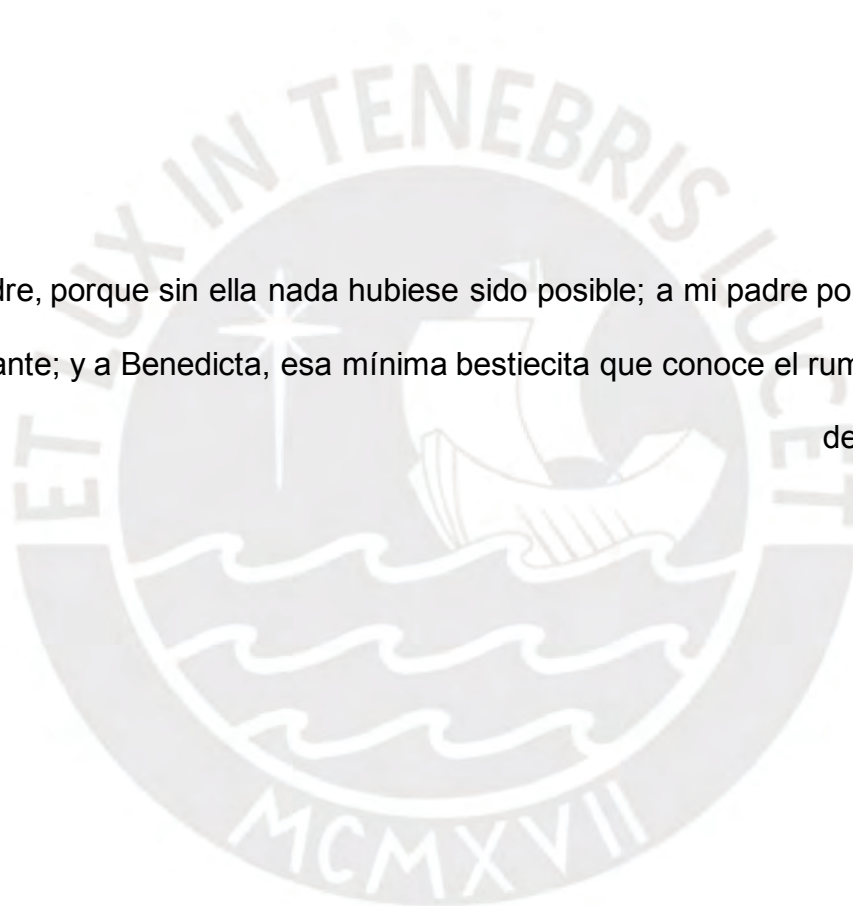 ET LUX IN TENEBRIS LUCET
dre, porque sin ella nada hubiese sido posible; a mi padre po
ante; y a Benedicta, esa mínima bestiecita que conoce el rum
de
MCMXVII